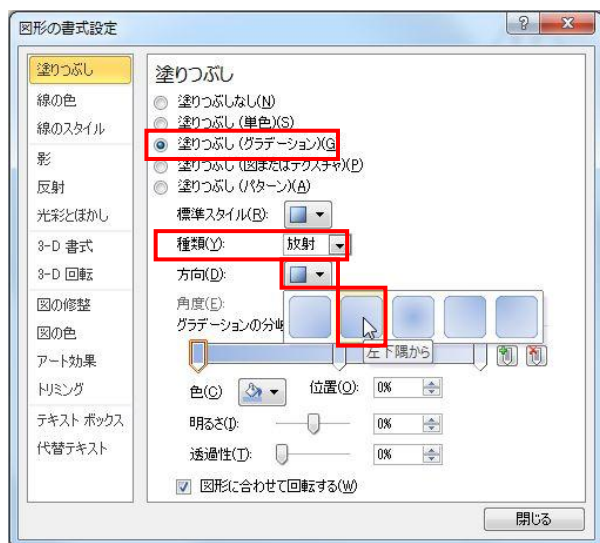 図形の書式設定
塗りつぶし
線の色
線のスタイル
影
反射
光彩とぼかし
3-D 書式
3-D 回転
図の修整
図の色
アート効果
トリミング
テキスト ボックス
代替テキスト
塗りつぶし
塗りつぶしなし(N)
塗りつぶし (単色)(S)
塗りつぶし (グラデーション)(G
塗りつぶし (図またはテクスチャ)(P)
塗りつぶし (パターン)(A)
標準スタイル(R):
種類(Y): 放射
方向(D):
角度(E):
グラデーションの分岐
左下隅から
色(C) 位置(O): 0%
明るさ(I): 0%
透過性(T): 0%
図形に合わせて回転する(W)
閉じる